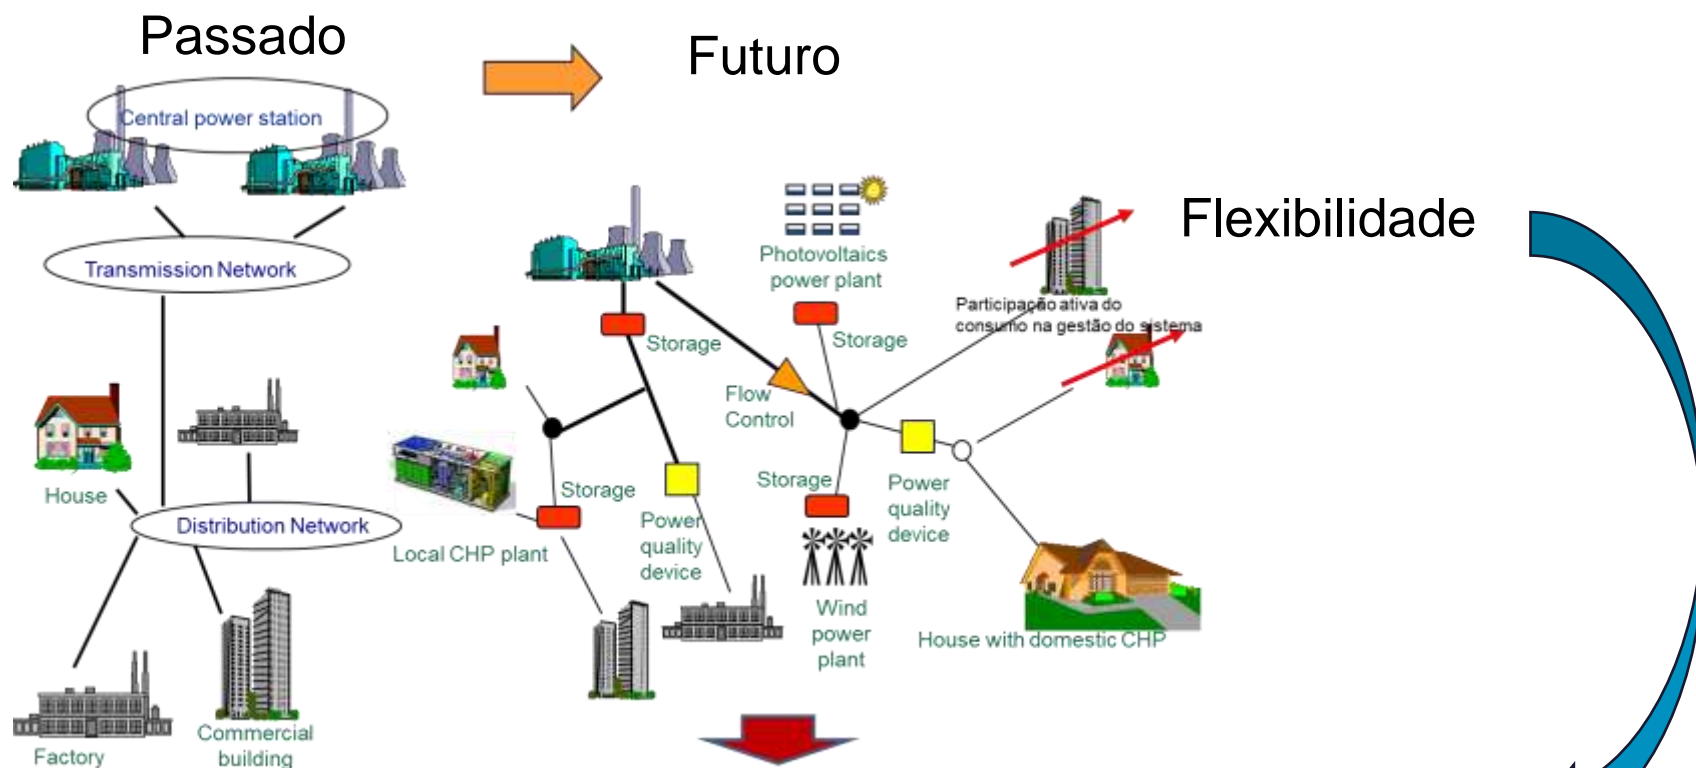 Passado
Futuro
Central power station
Flexibilidade
Transmission Network
Photovoltaics
power plant
Participação ativa do
consumo na gestão do sistema
Storage
Storage
Flow
Control
House
Storage
Storage
Power
quality
device
Distribution Network
Power
quality
device
Local CHP plant
Wind
power
plant
House with domestic CHP
Commercial
building
Factory